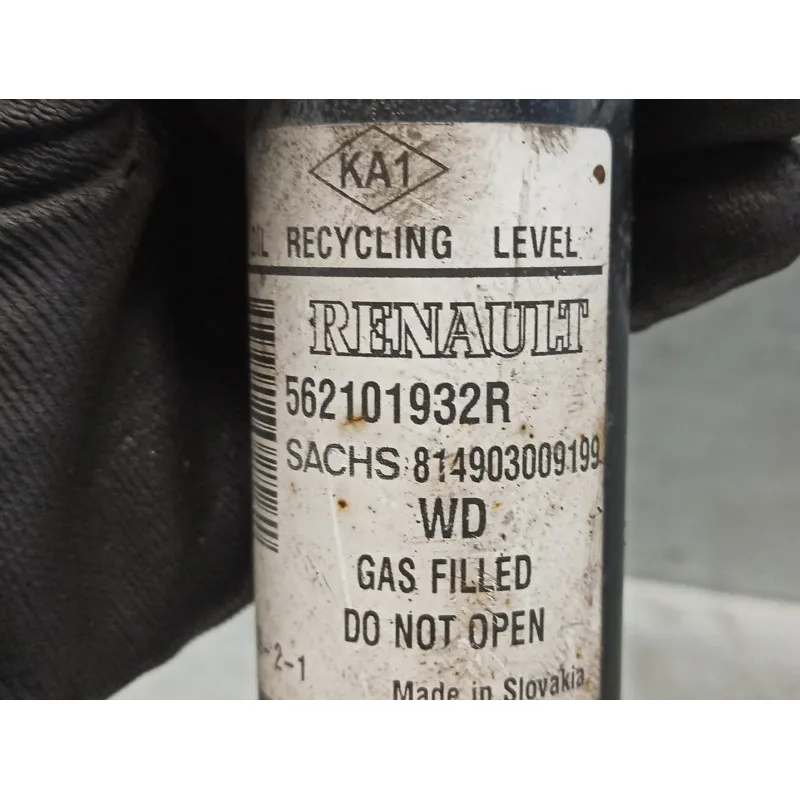 KA1
RECYCLING LEVEL
RENAULT
562101932R
SACHS 814903009199
WD
GAS FILLED
DO NOT OPEN
-2-1
Made in Slovakia